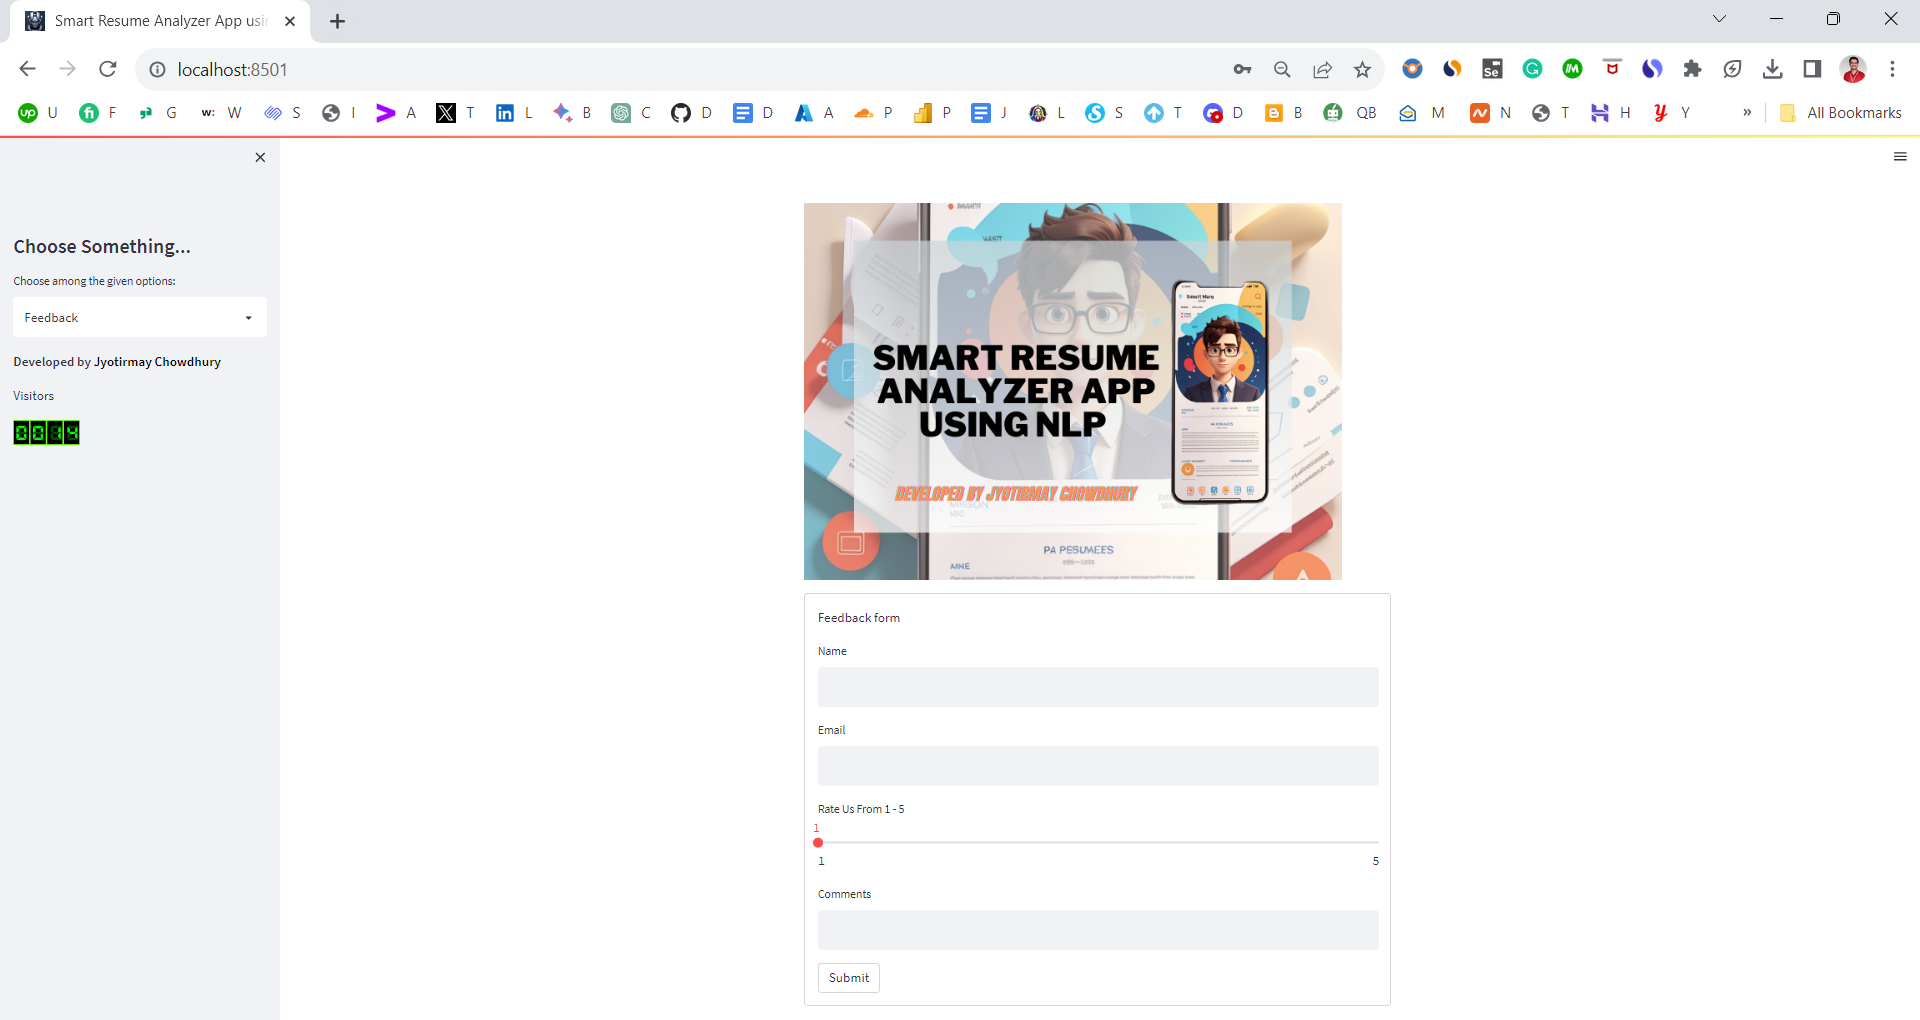 Smart Resume Analyzer App usi
localhost:8501
U F G W S I A T L B C D D A P P J L S T D B QB M N T H Y » All Bookmarks
Choose Something...
Choose among the given options:
Feedback
Developed by Jyotirmay Chowdhury
Visitors
0014
SMART RESUME
ANALYZER APP
USING NLP
DEVELOPED BY JYOTIRMAY CHOWDHURY
PA PESUMEES
Feedback form
Name
Email
Rate Us From 1 - 5
1
1 5
Comments
Submit